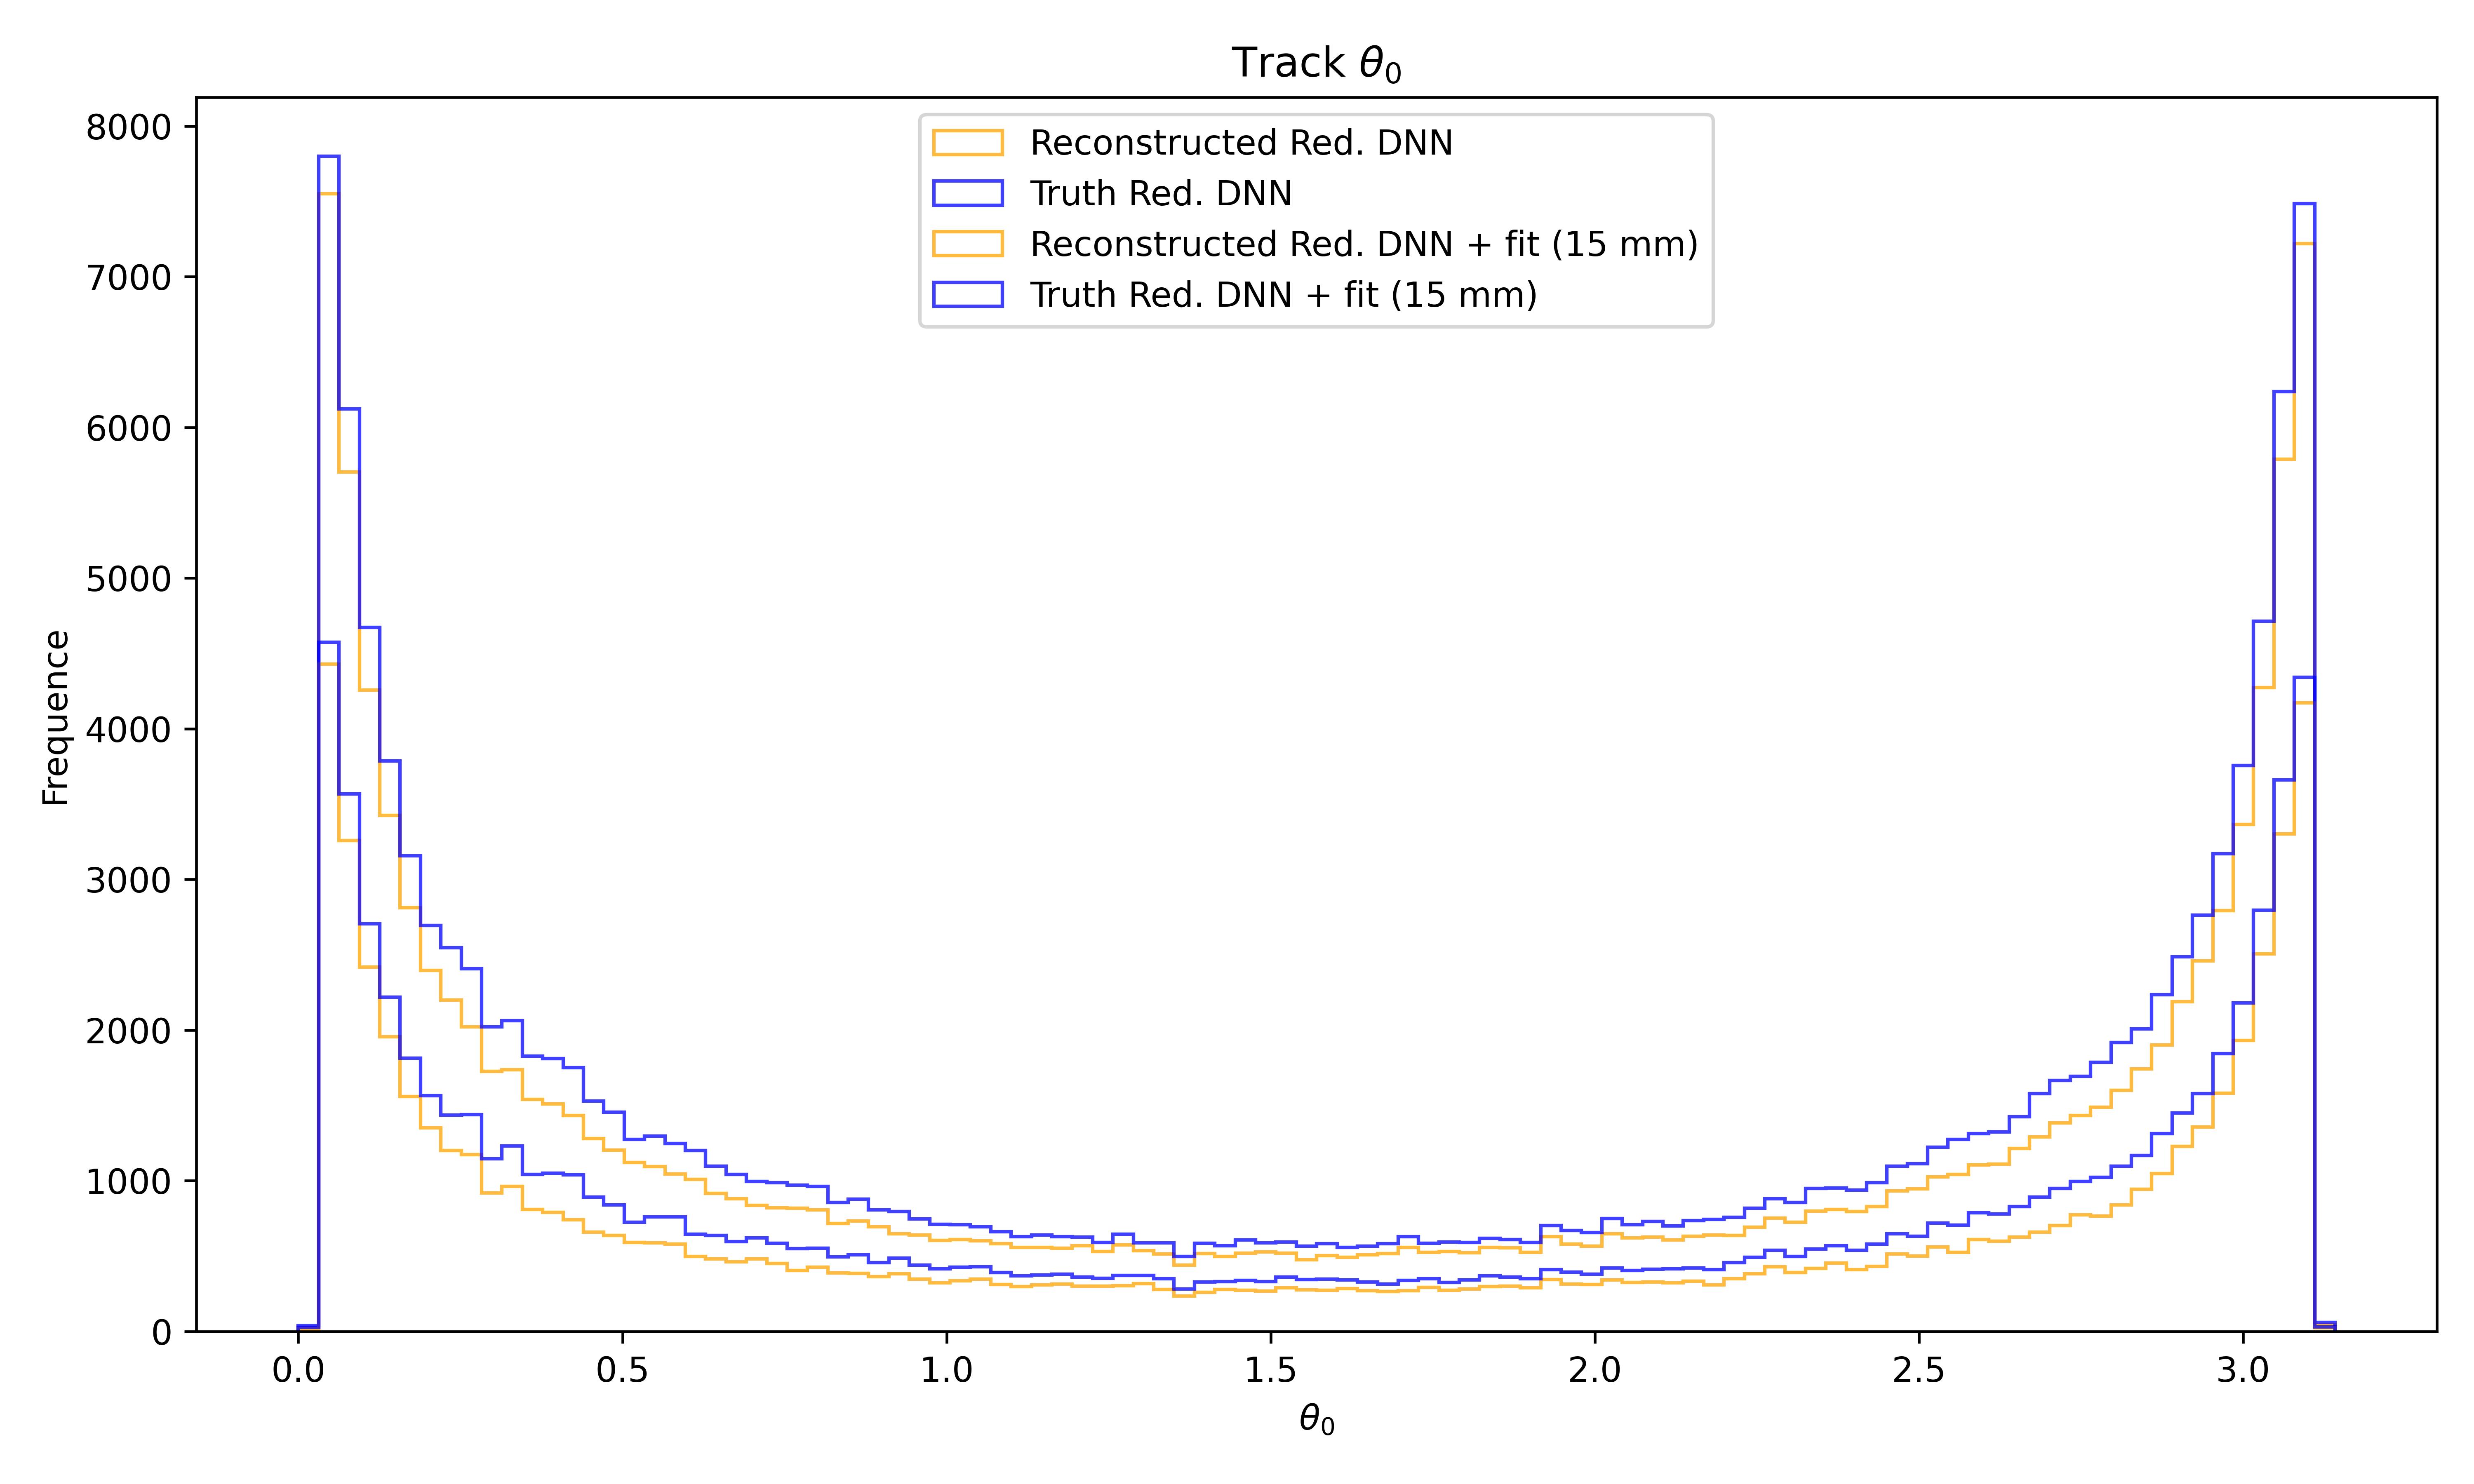 Track θ₀
Reconstructed Red. DNN
Truth Red. DNN
Reconstructed Red. DNN + fit (15 mm)
Truth Red. DNN + fit (15 mm)
8000
7000
6000
5000
4000
3000
2000
1000
0
Frequence
0.0 0.5 1.0 1.5 2.0 2.5 3.0
θ₀